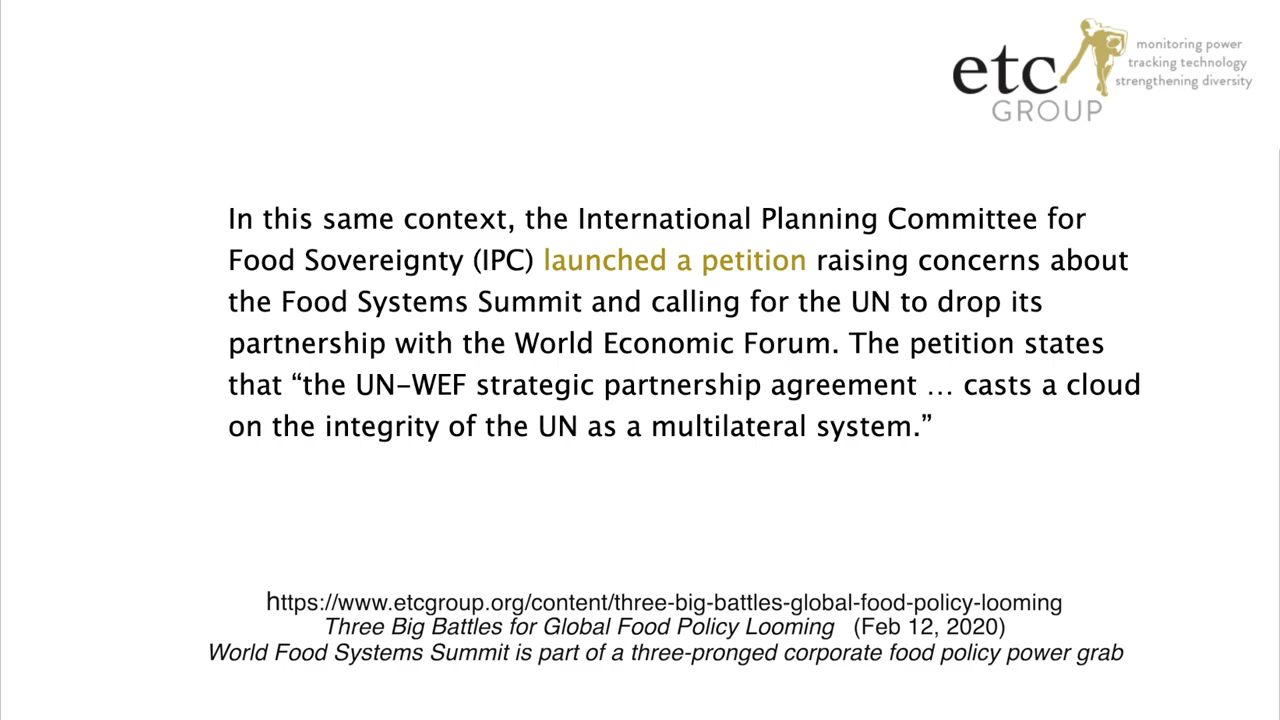 etc
GROUP
monitoring power
tracking technology
strengthening diversity
In this same context, the International Planning Committee for
Food Sovereignty (IPC) launched a petition raising concerns about
the Food Systems Summit and calling for the UN to drop its
partnership with the World Economic Forum. The petition states
that “the UN–WEF strategic partnership agreement … casts a cloud
on the integrity of the UN as a multilateral system.”
https://www.etcgroup.org/content/three-big-battles-global-food-policy-looming
Three Big Battles for Global Food Policy Looming (Feb 12, 2020)
World Food Systems Summit is part of a three-pronged corporate food policy power grab